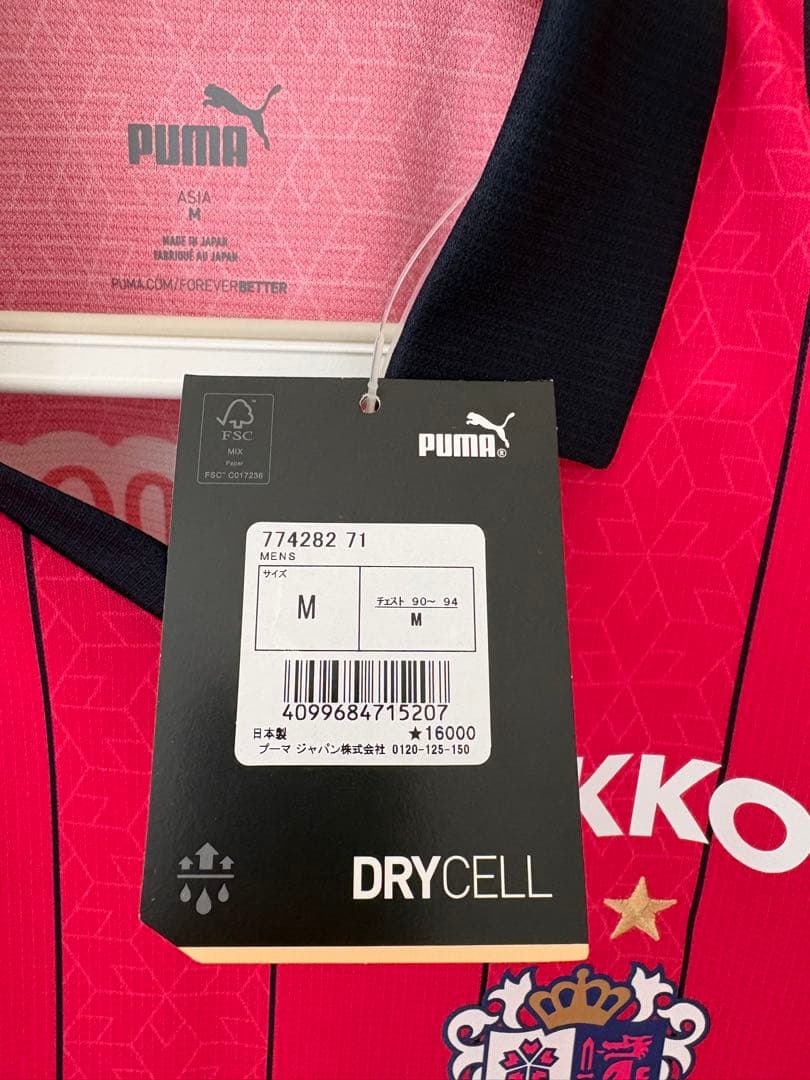 PUMA
ASIA
M
MADE IN JAPAN
FABRIQUÉ AU JAPAN
PUMA.COM/FOREVERBETTER
FSC
MIX
Paper
FSC™ C017236
PUMA®
774282 71
MENS
サイズ
M
チェスト 90〜 94
M
4099684715207
日本製 ★16000
プーマ ジャパン株式会社 0120-125-150
KKO
DRYCELL